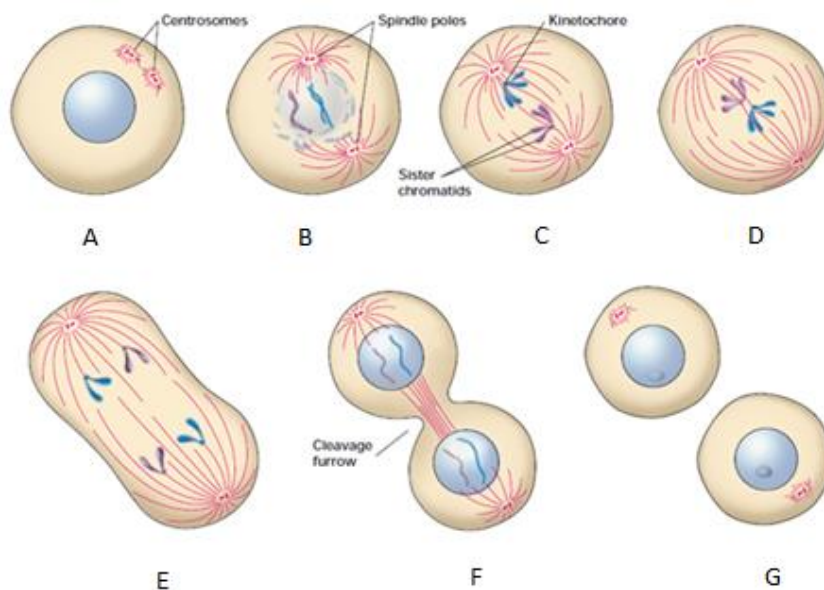 Centrosomes
Spindle poles
Kinetochore
Sister
chromatids
A
B
C
D
Cleavage
furrow
E
F
G